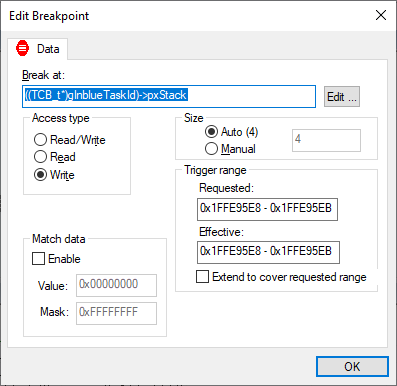 Edit Breakpoint
Data
Break at:
((TCB_t*)gInblueTaskId)->pxStack
Edit ...
Access type
Read/Write
Read
Write
Size
Auto (4)
4
Manual
Trigger range
Requested:
0x1FFE95E8 - 0x1FFE95EB
Effective:
0x1FFE95E8 - 0x1FFE95EB
Extend to cover requested range
Match data
Enable
Value:
0x00000000
Mask:
0xFFFFFFFF
OK